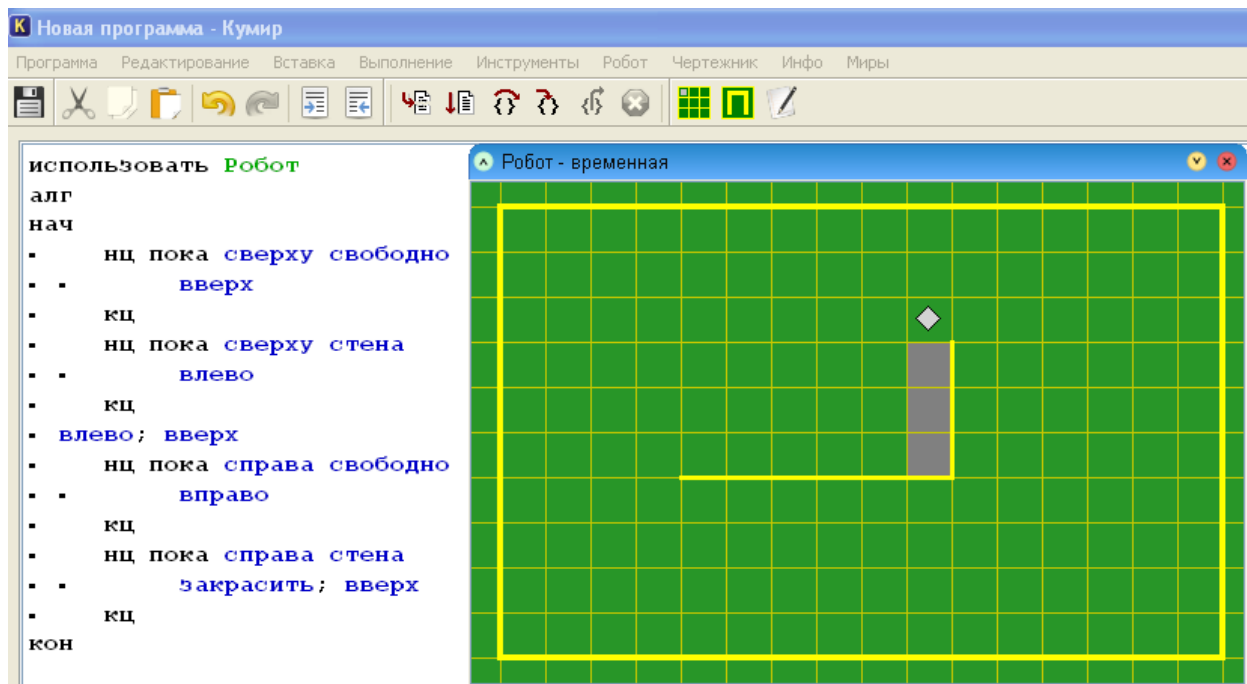 Новая программа - Кумир
Программа Редактирование Вставка Выполнение Инструменты Робот Чертежник Инфо Миры
использовать Робот
алг
нач
нц пока сверху свободно
вверх
кц
нц пока сверху стена
влево
кц
влево; вверх
нц пока справа свободно
вправо
кц
нц пока справа стена
закрасить; вверх
кц
кон
Робот - временная